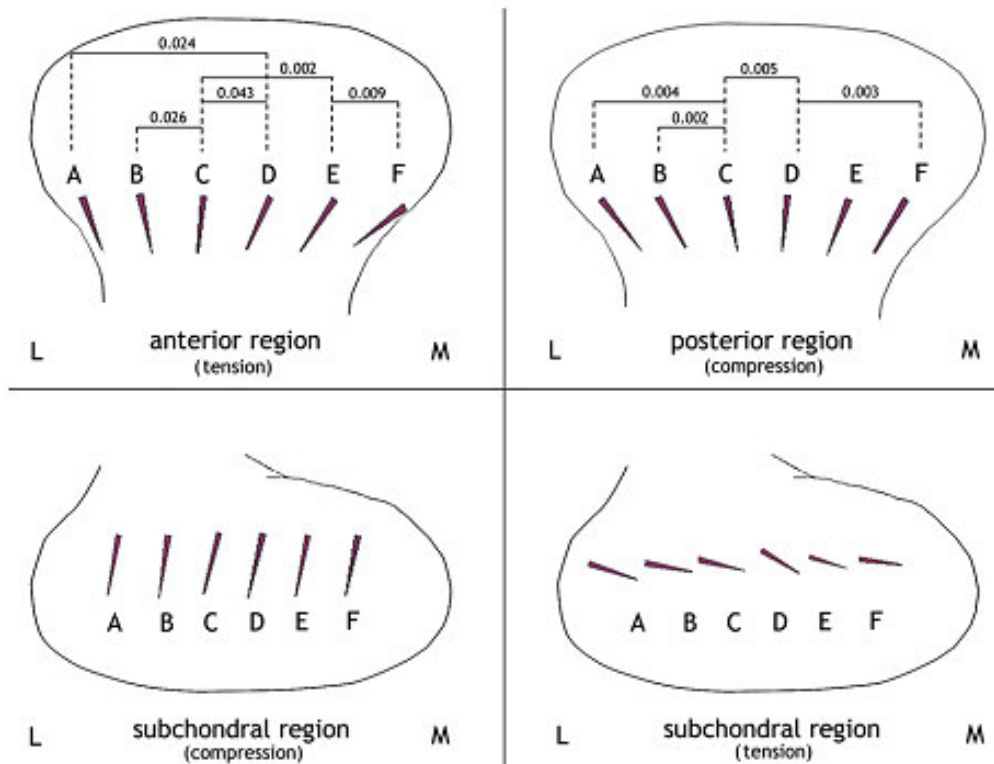 0.024
0.002
0.043 0.009
0.026
A B C D E F
L anterior region M
(tension)
0.005
0.004 0.003
0.002
A B C D E F
L posterior region M
(compression)
A B C D E F
L subchondral region M
(compression)
A B C D E F
L subchondral region M
(tension)